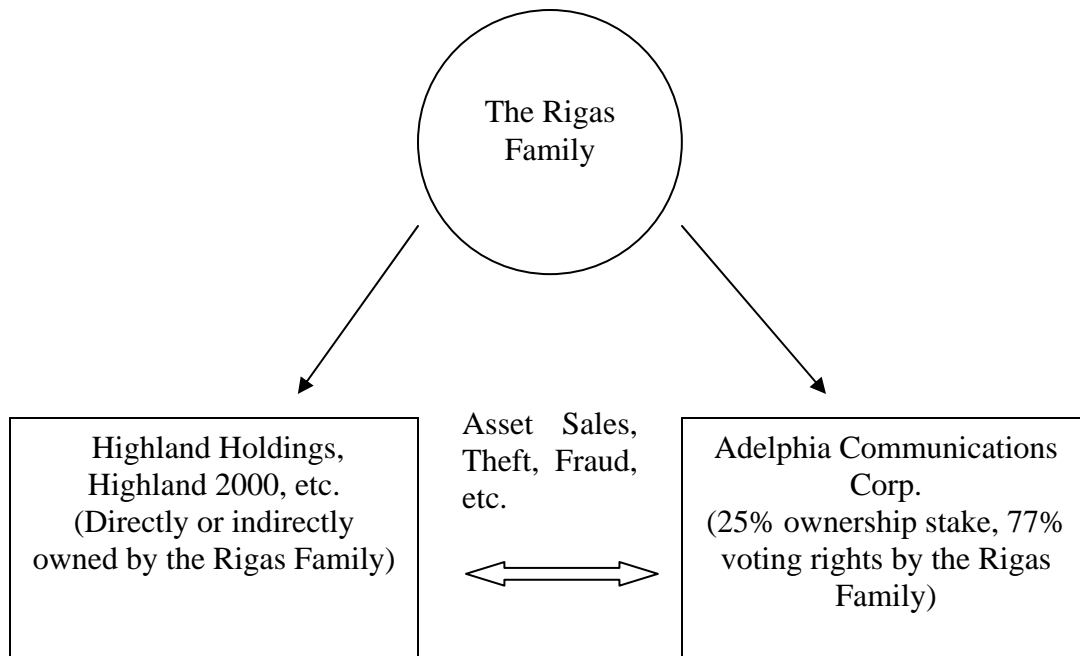 The Rigas
Family
Asset Sales,
Theft, Fraud,
etc.
Highland Holdings,
Highland 2000, etc.
(Directly or indirectly
owned by the Rigas Family)
Adelphia Communications
Corp.
(25% ownership stake, 77%
voting rights by the Rigas
Family)